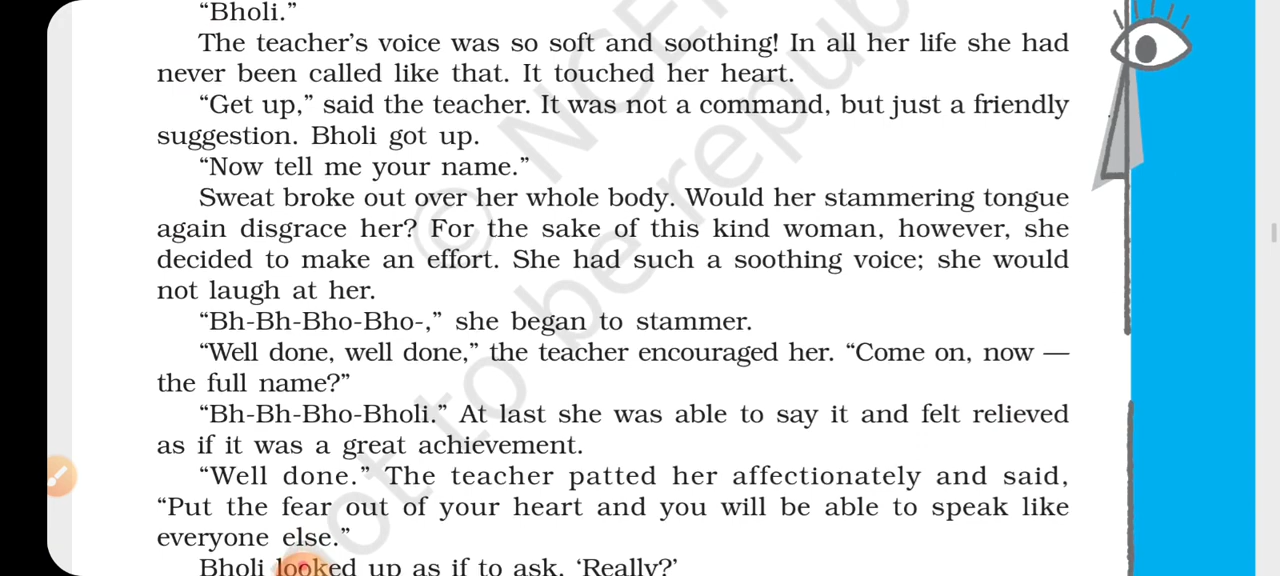 “Bholi.”
The teacher’s voice was so soft and soothing! In all her life she had
never been called like that. It touched her heart.
“Get up,” said the teacher. It was not a command, but just a friendly
suggestion. Bholi got up.
“Now tell me your name.”
Sweat broke out over her whole body. Would her stammering tongue
again disgrace her? For the sake of this kind woman, however, she
decided to make an effort. She had such a soothing voice; she would
not laugh at her.
“Bh-Bh-Bho-Bho-,” she began to stammer.
“Well done, well done,” the teacher encouraged her. “Come on, now —
the full name?”
“Bh-Bh-Bho-Bholi.” At last she was able to say it and felt relieved
as if it was a great achievement.
“Well done.” The teacher patted her affectionately and said,
“Put the fear out of your heart and you will be able to speak like
everyone else.”
Bholi looked up as if to ask, ‘Really?’
© NCE
not to be repub